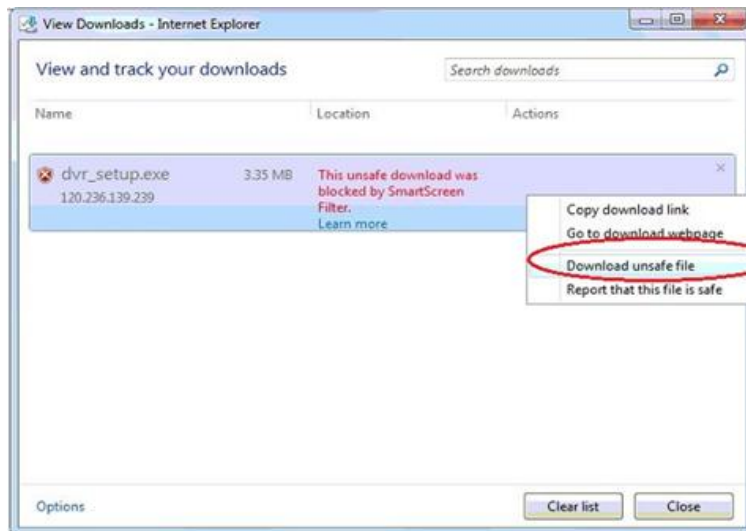 View Downloads - Internet Explorer
View and track your downloads
Search downloads
Name
Location
Actions
dvr_setup.exe
3.35 MB
This unsafe download was
blocked by SmartScreen
Filter.
Learn more
120.236.139.239
Copy download link
Go to download webpage
Download unsafe file
Report that this file is safe
Options
Clear list
Close